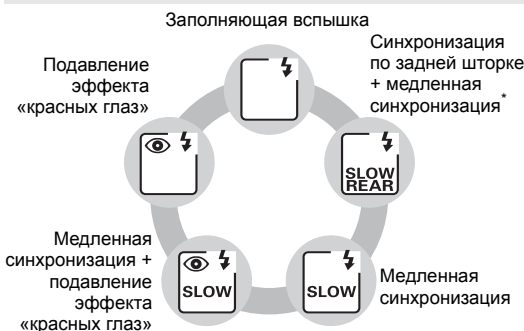 Заполняющая вспышка
Синхронизация
по задней шторке
+ медленная
синхронизация*
Подавление
эффекта
«красных глаз»
SLOW
REAR
Медленная
синхронизация +
подавление
эффекта
«красных глаз»
SLOW
SLOW
Медленная
синхронизация